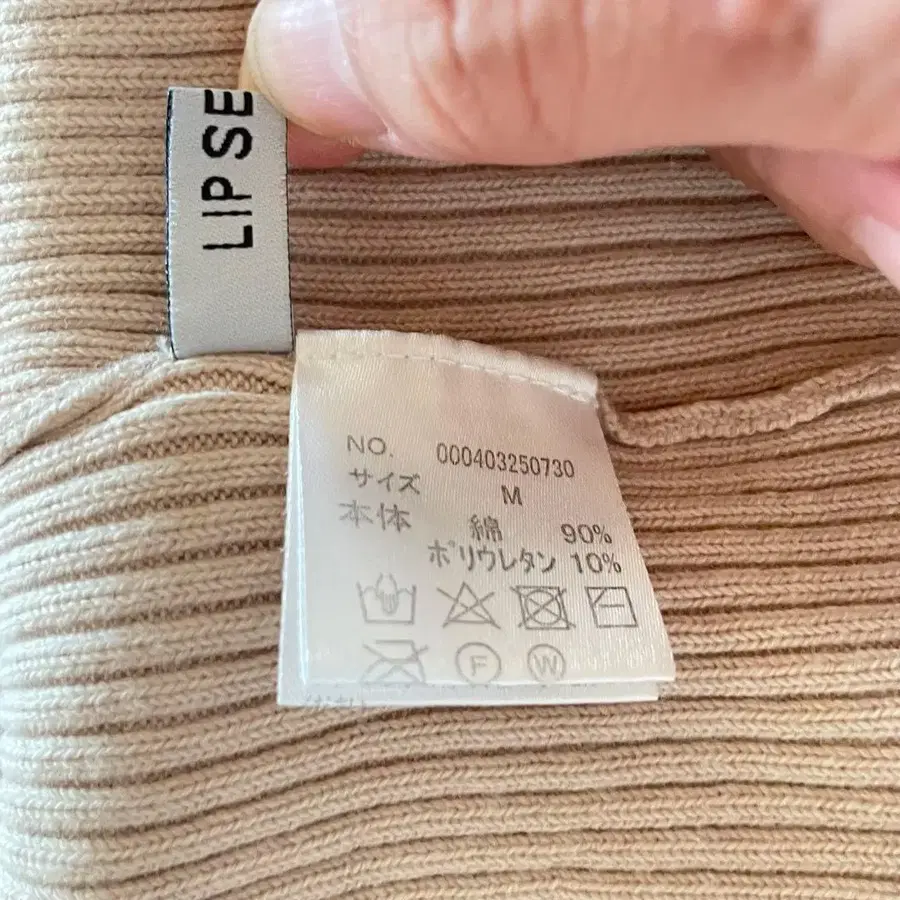 LIP SE
NO. 000403250730
サイズ M
本体 綿 90%
ポリウレタン 10%
F W